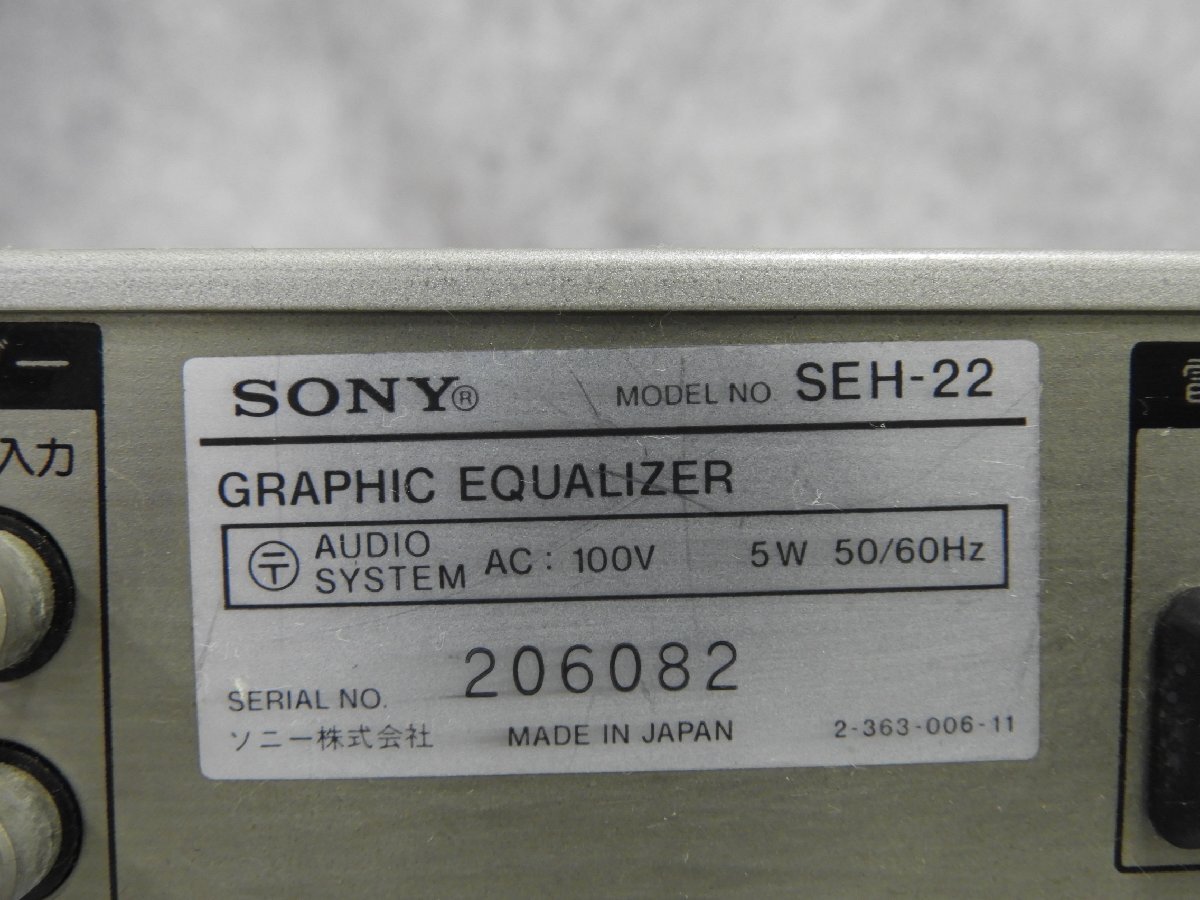 SONY® MODEL NO. SEH-22
GRAPHIC EQUALIZER
〶 AUDIO SYSTEM AC : 100V 5W 50/60Hz
SERIAL NO. 206082
ソニー株式会社 MADE IN JAPAN 2-363-006-11
ー
入力